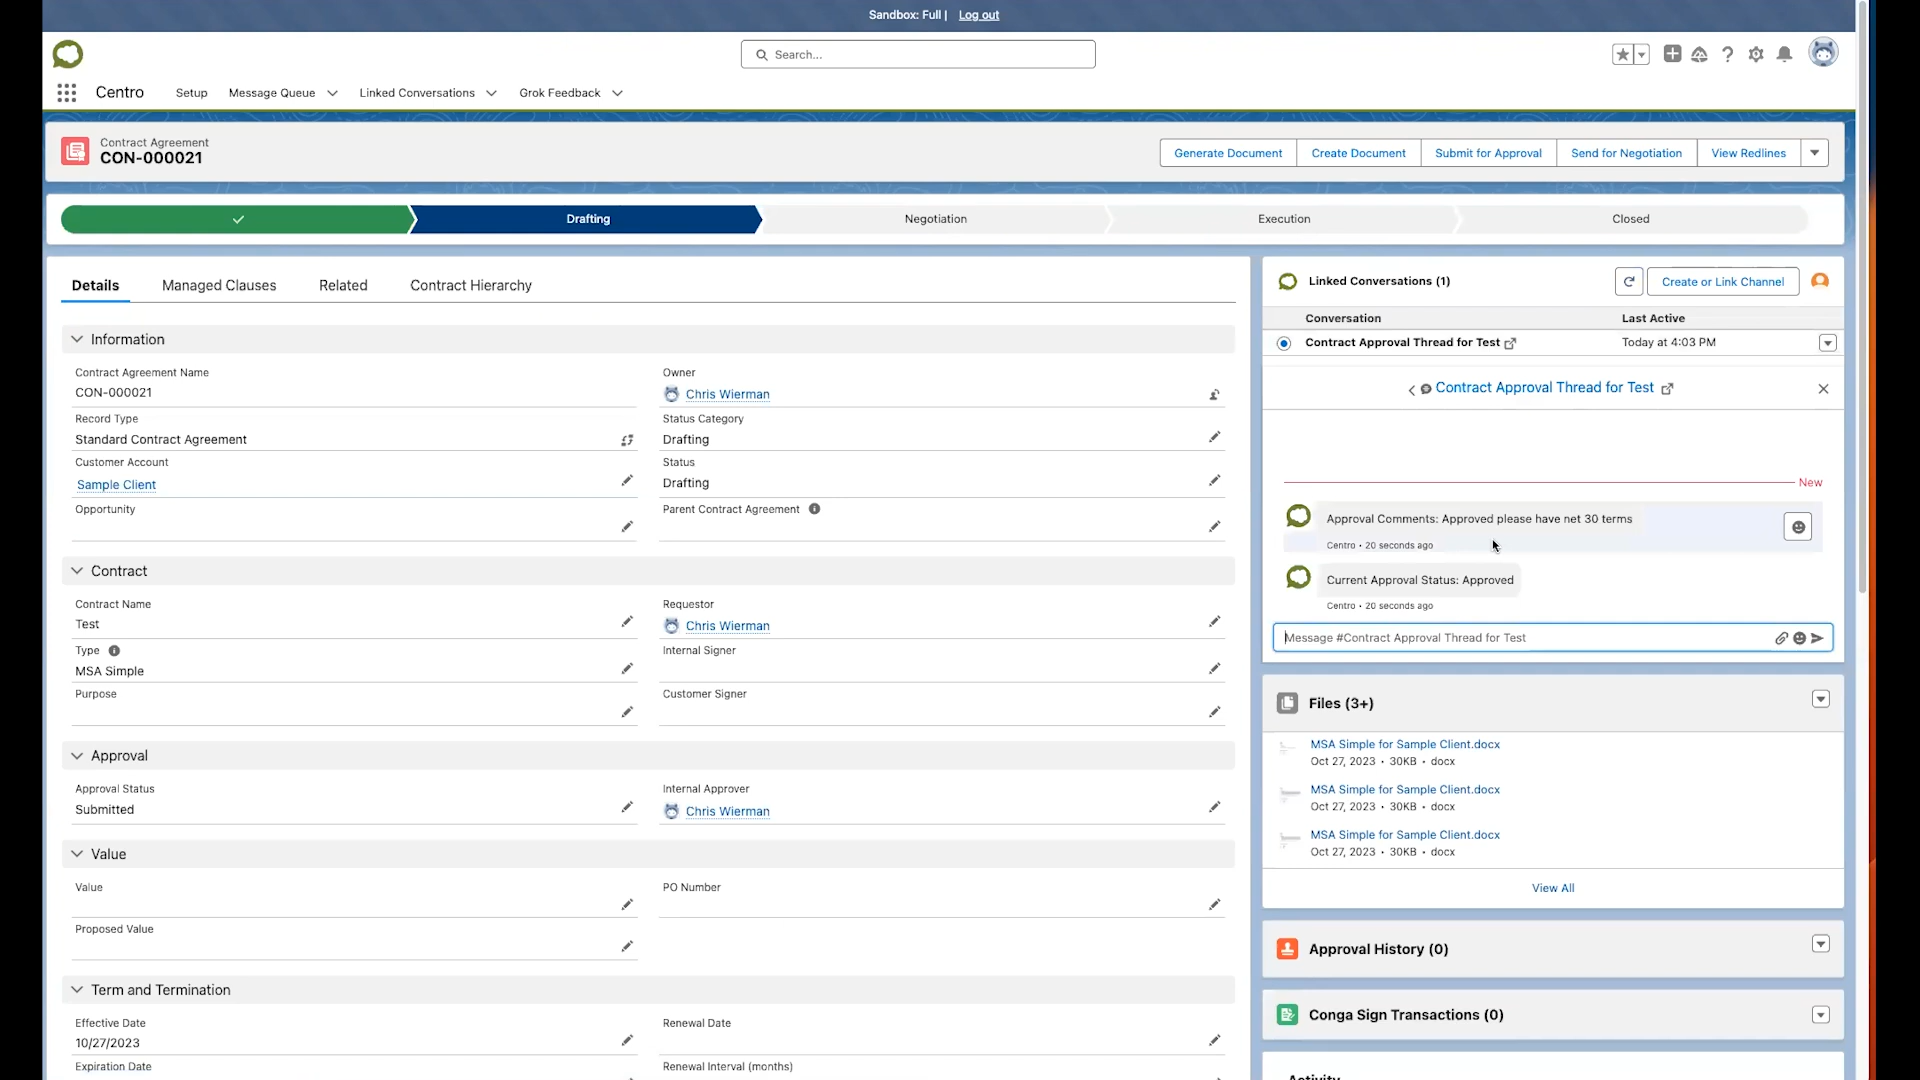 Sandbox: Full | Log out
Search...
Centro
Setup
Message Queue
Linked Conversations
Grok Feedback
Contract Agreement
CON-000021
Generate Document
Create Document
Submit for Approval
Send for Negotiation
View Redlines
Drafting
Negotiation
Execution
Closed
Details
Managed Clauses
Related
Contract Hierarchy
Information
Contract Agreement Name
CON-000021
Owner
Chris Wierman
Record Type
Standard Contract Agreement
Status Category
Drafting
Customer Account
Sample Client
Status
Drafting
Opportunity
Parent Contract Agreement
Contract
Contract Name
Test
Requestor
Chris Wierman
Type
MSA Simple
Internal Signer
Purpose
Customer Signer
Approval
Approval Status
Submitted
Internal Approver
Chris Wierman
Value
Value
PO Number
Proposed Value
Term and Termination
Effective Date
10/27/2023
Renewal Date
Expiration Date
Renewal Interval (months)
Linked Conversations (1)
Create or Link Channel
Conversation
Last Active
Contract Approval Thread for Test
Today at 4:03 PM
Contract Approval Thread for Test
New
Approval Comments: Approved please have net 30 terms
Centro • 20 seconds ago
Current Approval Status: Approved
Centro • 20 seconds ago
Message #Contract Approval Thread for Test
Files (3+)
MSA Simple for Sample Client.docx
Oct 27, 2023 • 30KB • docx
MSA Simple for Sample Client.docx
Oct 27, 2023 • 30KB • docx
MSA Simple for Sample Client.docx
Oct 27, 2023 • 30KB • docx
View All
Approval History (0)
Conga Sign Transactions (0)
Activity